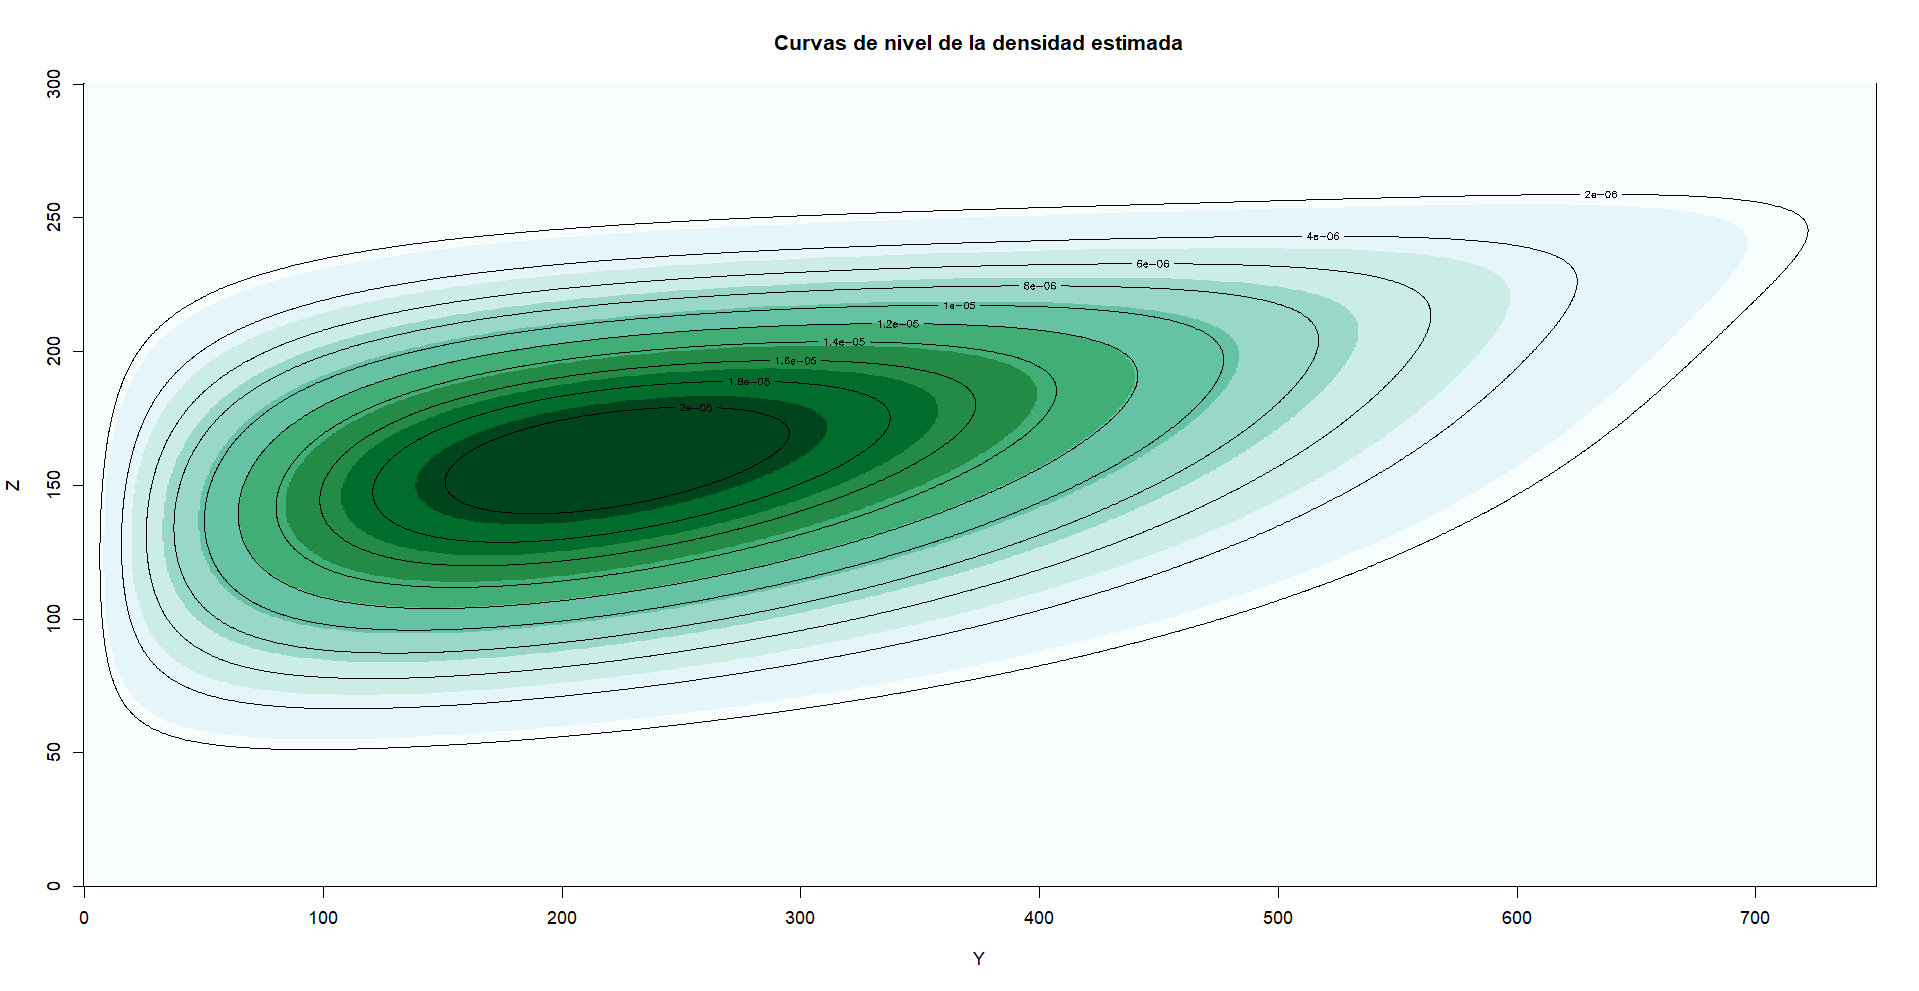 Curvas de nivel de la densidad estimada
300
250
200
150
100
50
0
Z
2e−06
4e−06
6e−06
8e−06
1e−05
1.2e−05
1.4e−05
1.6e−05
1.8e−05
2e−05
0 100 200 300 400 500 600 700
Y